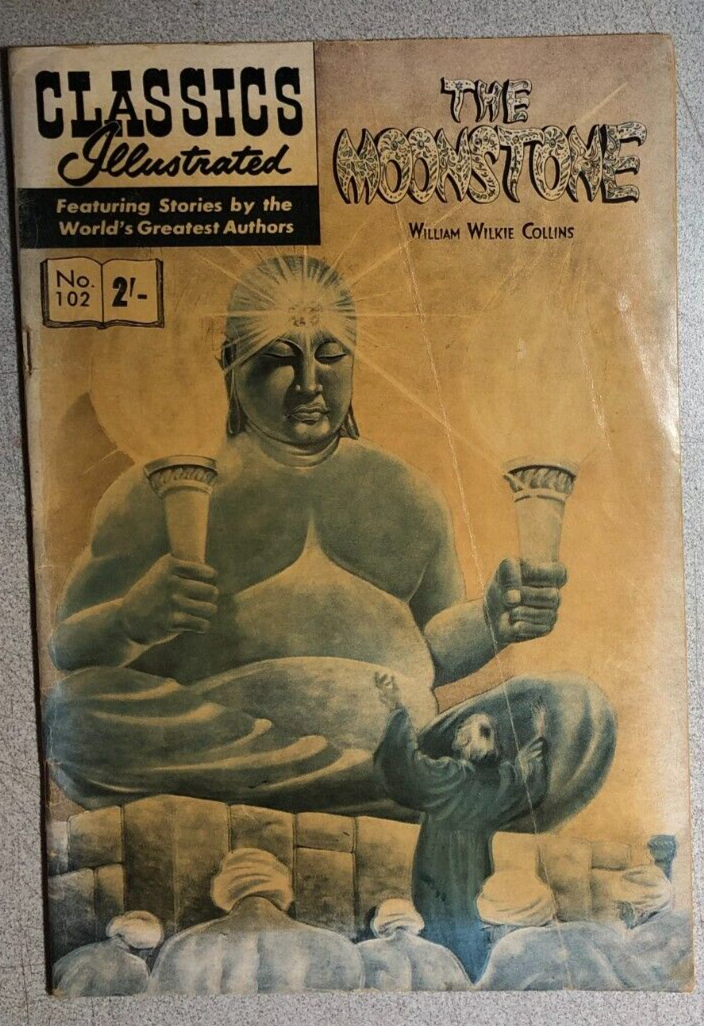 CLASSICS
Illustrated
Featuring Stories by the
World's Greatest Authors
No.
102
2'-
THE
MOONSTONE
WILLIAM WILKIE COLLINS